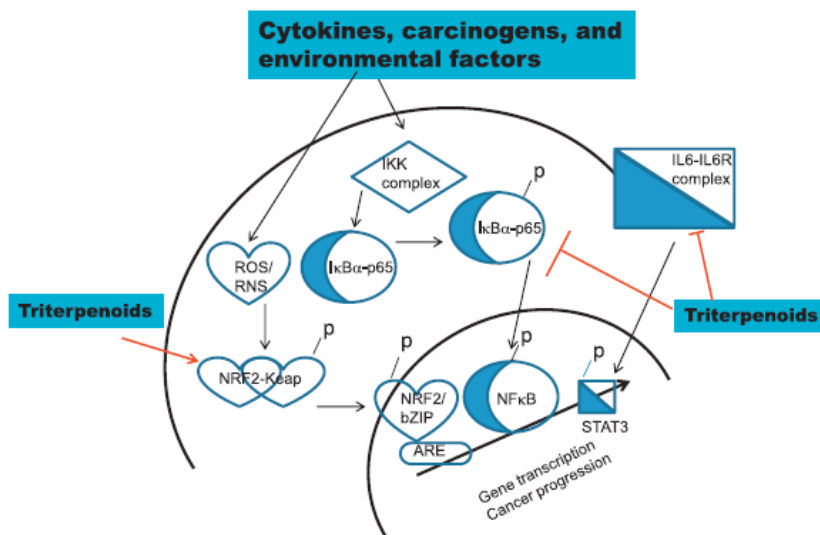 Cytokines, carcinogens, and
environmental factors
IKK
complex
p
IL6-IL6R
complex
IκBα-p65
IκBα-p65
ROS/
RNS
Triterpenoids
Triterpenoids
p
NRF2-Keap
p
NRF2/
bZIP
ARE
p
NFκB
p
STAT3
Gene transcription
Cancer progression